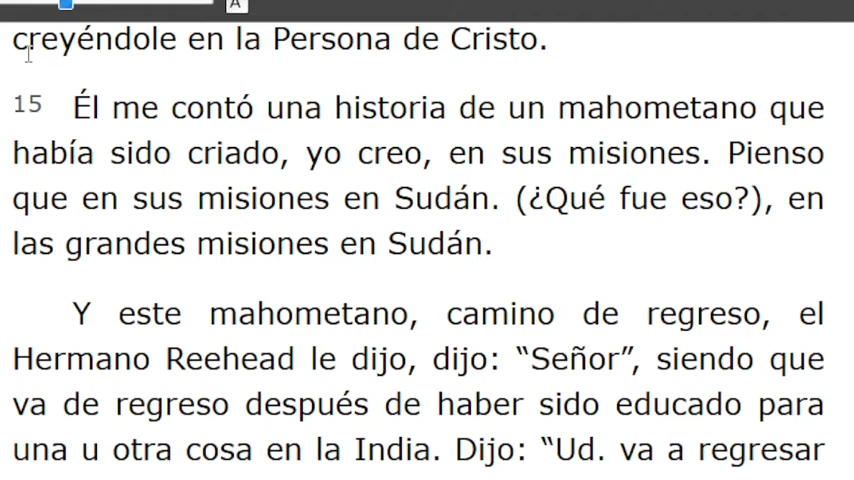 A
creyéndole en la Persona de Cristo.
15 Él me contó una historia de un mahometano que
había sido criado, yo creo, en sus misiones. Pienso
que en sus misiones en Sudán. (¿Qué fue eso?), en
las grandes misiones en Sudán.
Y este mahometano, camino de regreso, el
Hermano Reehead le dijo, dijo: “Señor”, siendo que
va de regreso después de haber sido educado para
una u otra cosa en la India. Dijo: “Ud. va a regresar